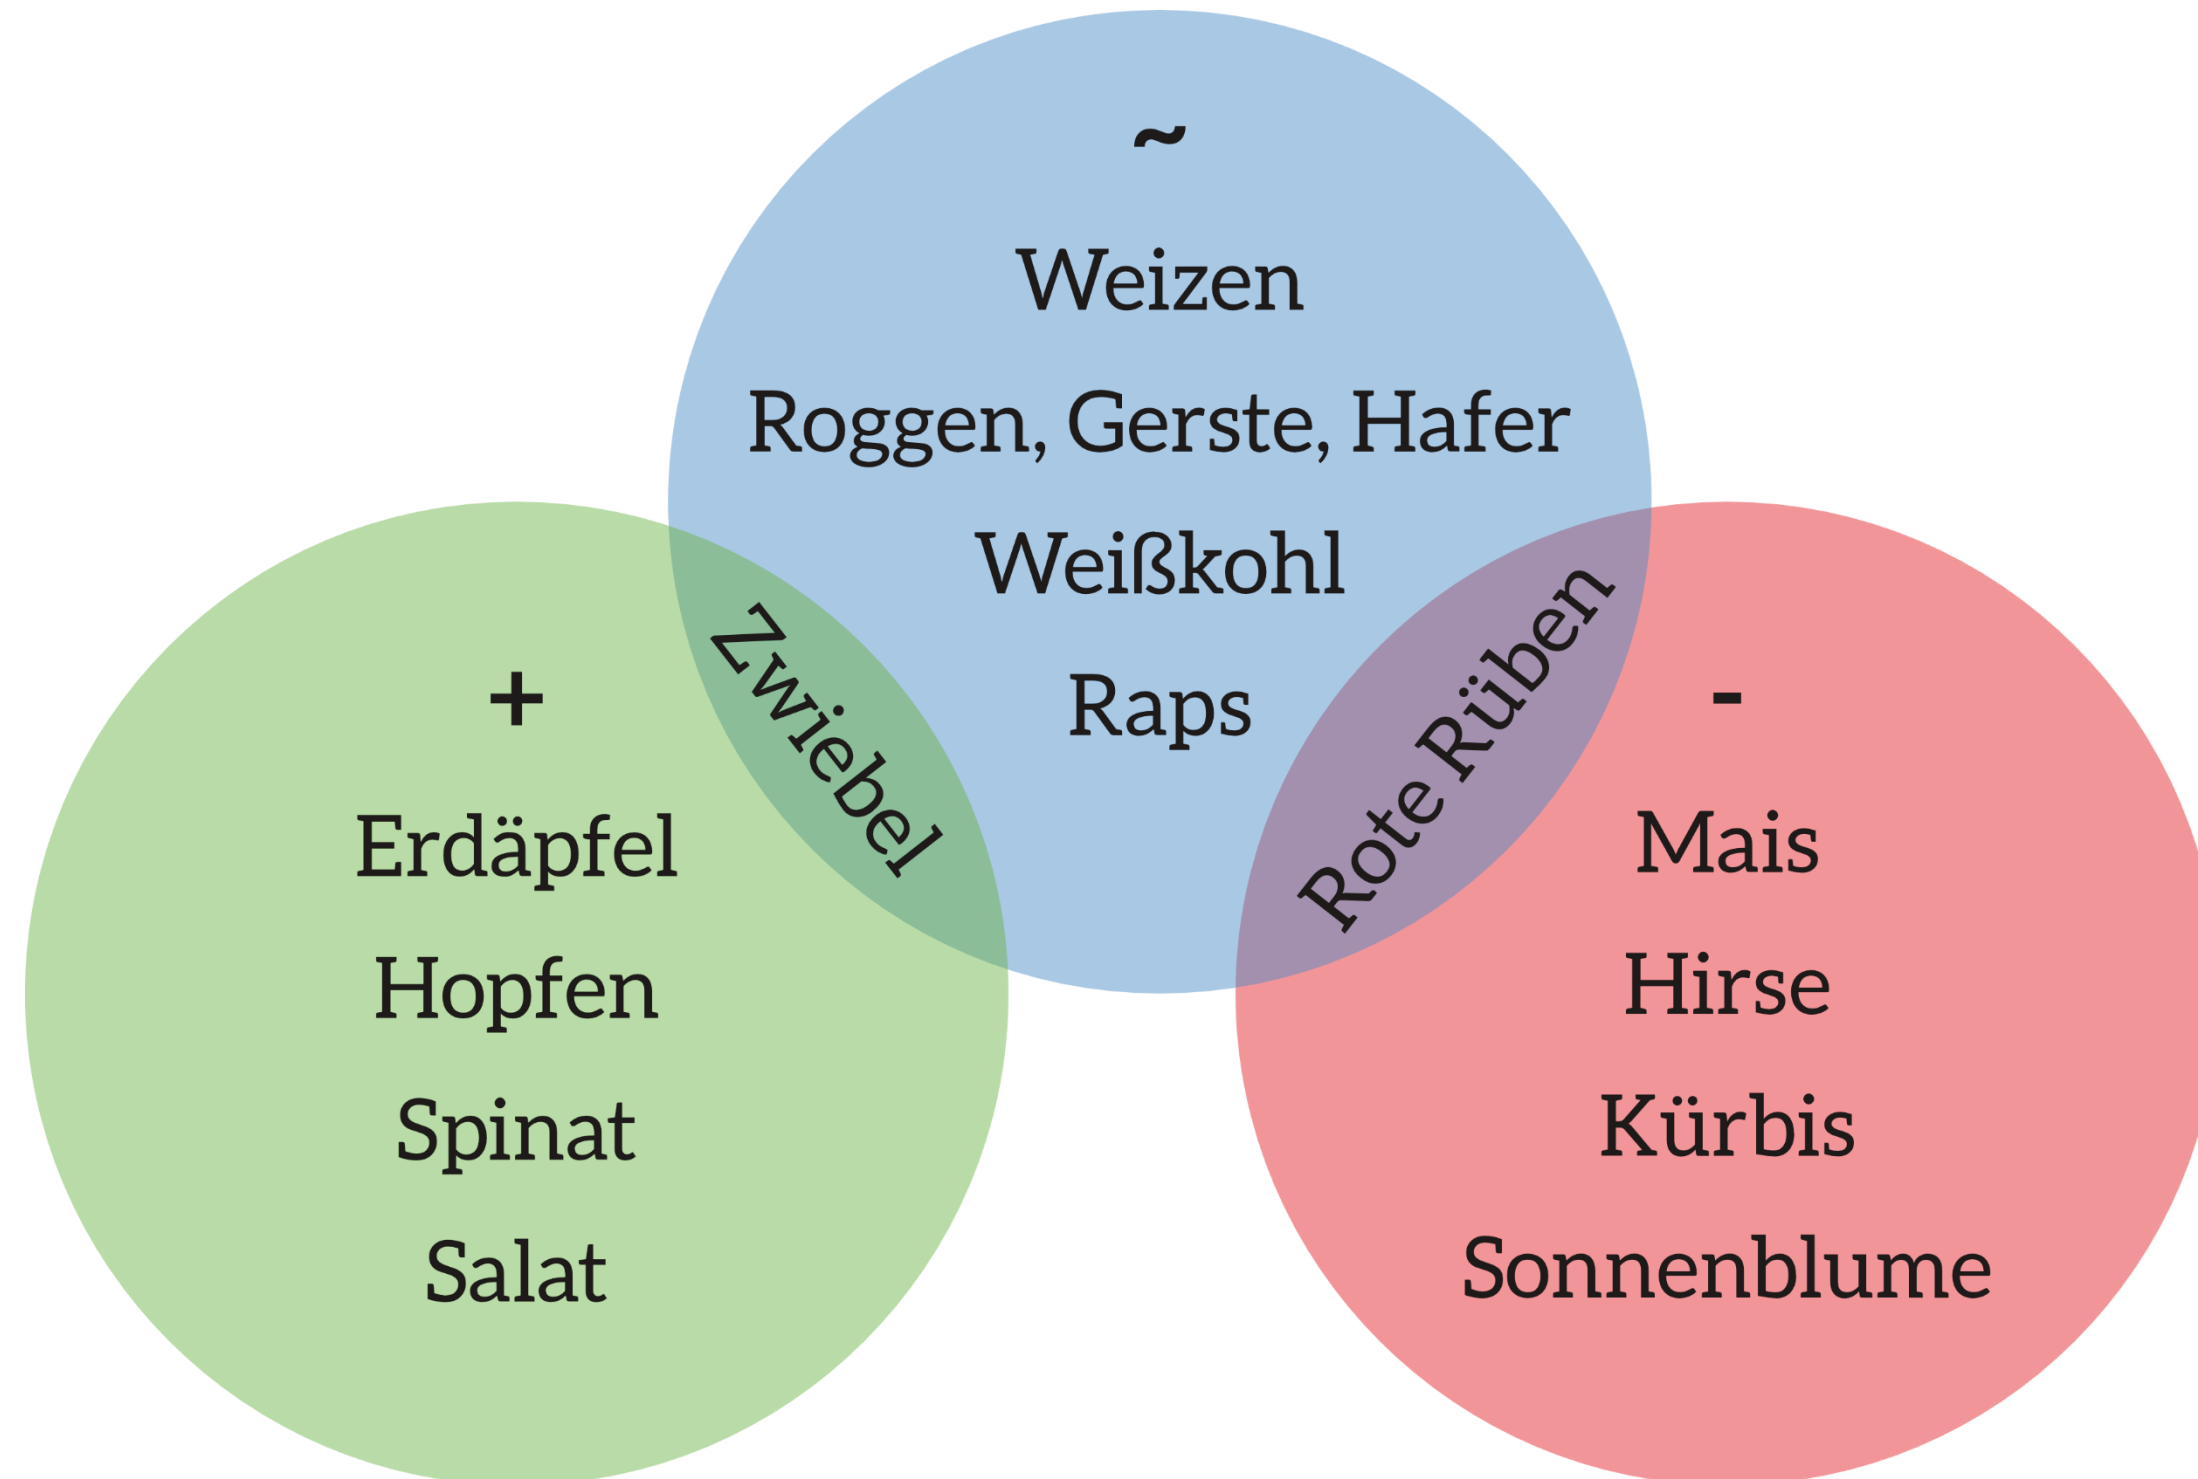 ~
Weizen
Roggen, Gerste, Hafer
Weißkohl
Raps
Zwiebel
Rote Rüben
+
Erdäpfel
Hopfen
Spinat
Salat
-
Mais
Hirse
Kürbis
Sonnenblume